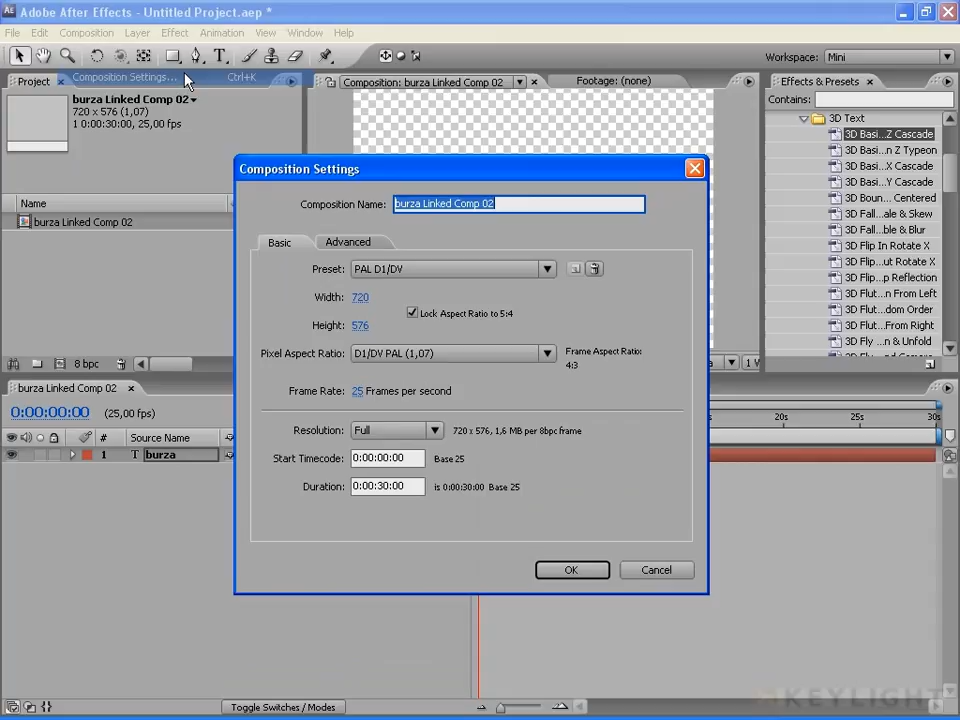 Adobe After Effects - Untitled Project.aep *
File Edit Composition Layer Effect Animation View Window Help
Workspace: Mini
Composition Settings... Ctrl+K
Project
burza Linked Comp 02
720 x 576 (1,07)
1 0:00:30:00, 25,00 fps
Name
burza Linked Comp 02
8 bpc
Composition: burza Linked Comp 02
Footage: (none)
Effects & Presets
Contains:
3D Text
3D Basi...Z Cascade
3D Basi...n Z Typeon
3D Basi...X Cascade
3D Basi...Y Cascade
3D Boun... Centered
3D Fall...ale & Skew
3D Fall...ble & Blur
3D Flip In Rotate X
3D Flip...ut Rotate X
3D Flip...p Reflection
3D Flut...n From Left
3D Flut...dom Order
3D Flut...From Right
3D Fly ...n & Unfold
Composition Settings
Composition Name: burza Linked Comp 02
Basic Advanced
Preset: PAL D1/DV
Width: 720
Lock Aspect Ratio to 5:4
Height: 576
Pixel Aspect Ratio: D1/DV PAL (1,07)
Frame Aspect Ratio:
4:3
Frame Rate: 25 Frames per second
Resolution: Full 720 x 576, 1,6 MB per 8bpc frame
Start Timecode: 0:00:00:00 Base 25
Duration: 0:00:30:00 is 0:00:30:00 Base 25
OK Cancel
burza Linked Comp 02
0:00:00:00 (25,00 fps)
# Source Name
1 T burza
20s 25s 30s
Toggle Switches / Modes
KEYLIGHT